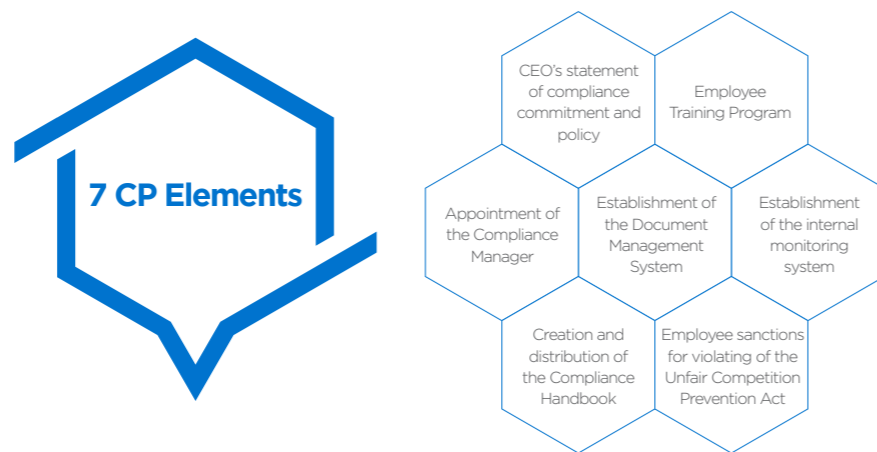 7 CP Elements
CEO's statement
of compliance
commitment and
policy
Employee
Training Program
Appointment of
the Compliance
Manager
Establishment of
the Document
Management
System
Establishment
of the internal
monitoring
system
Creation and
distribution of
the Compliance
Handbook
Employee sanctions
for violating of the
Unfair Competition
Prevention Act